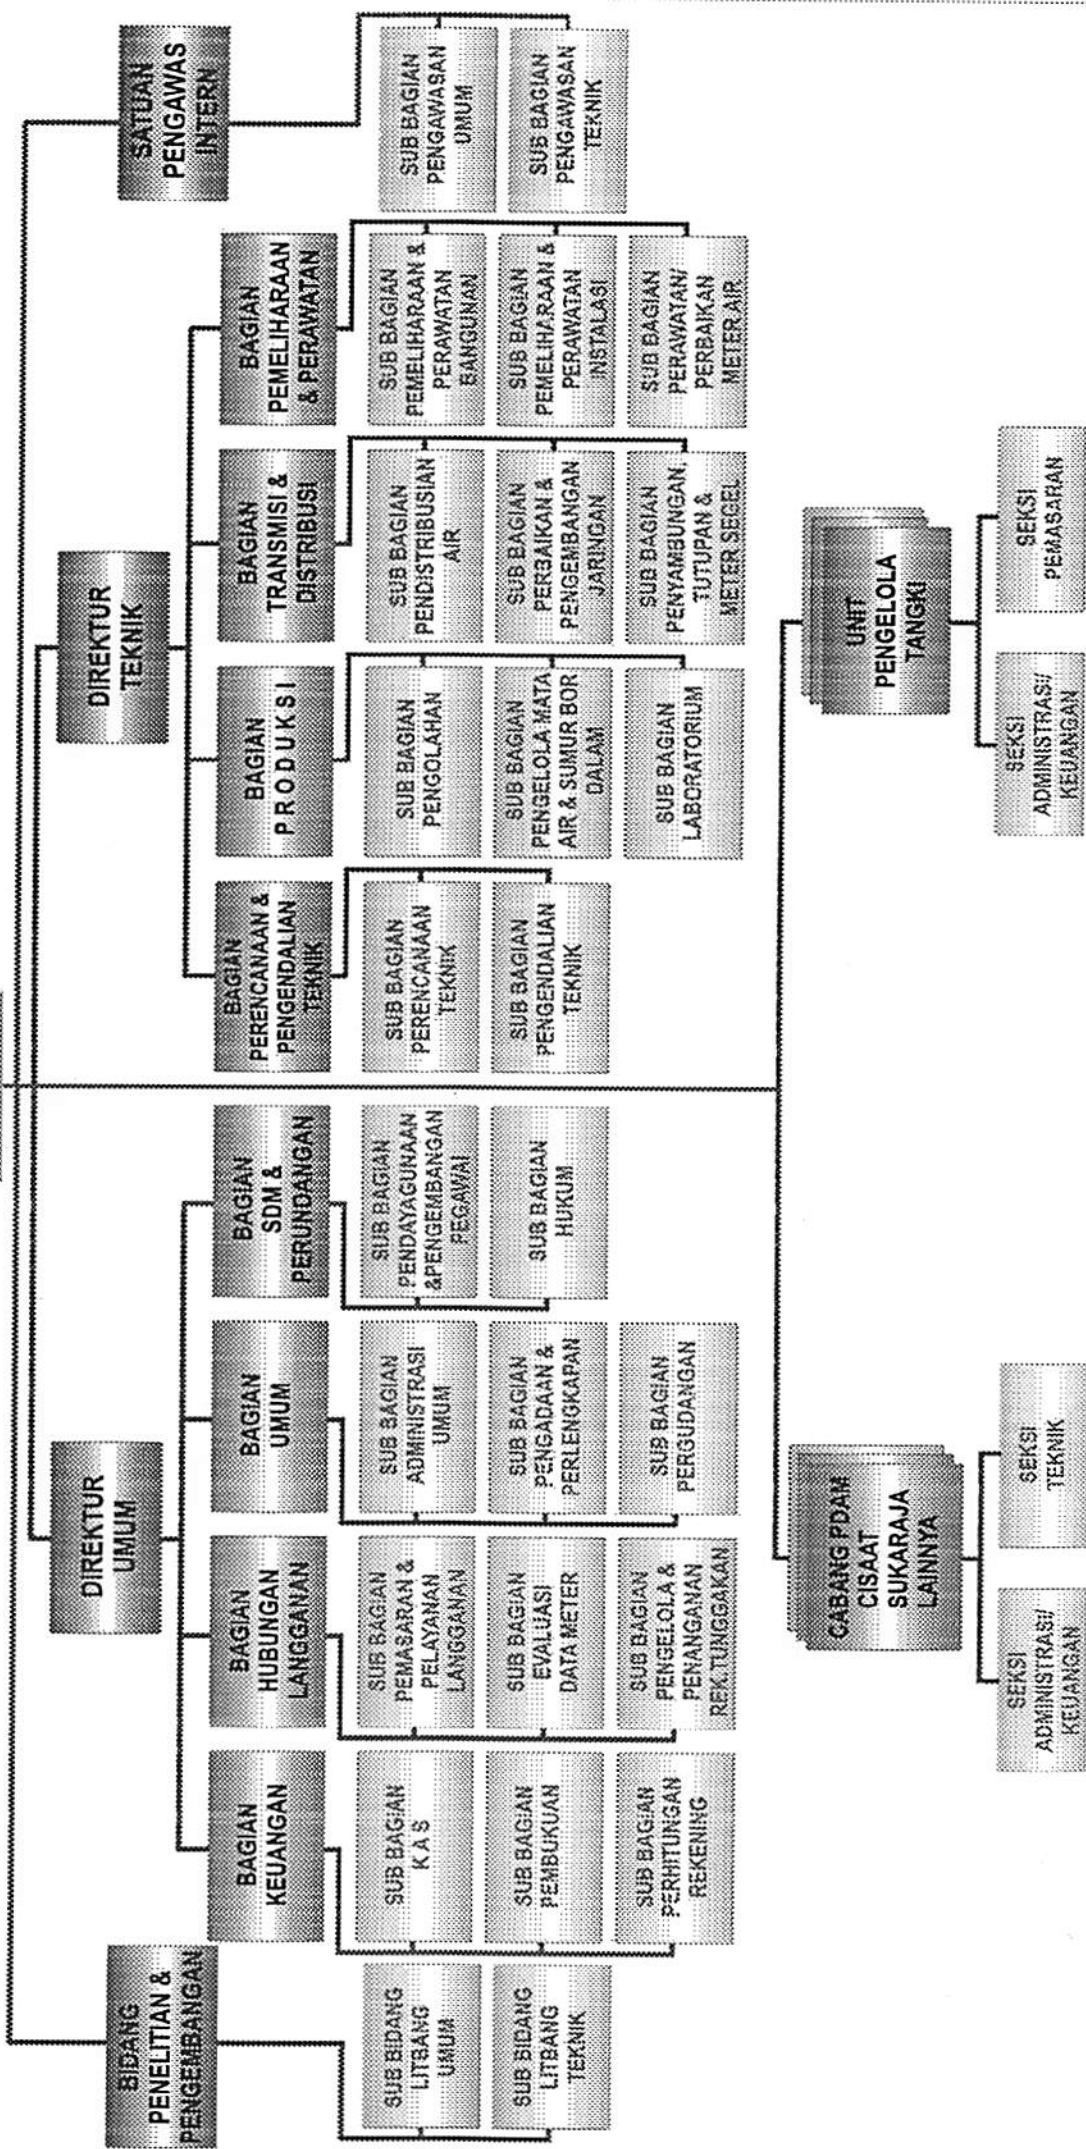 BIDANG
PENELITIAN &
PENGEMBANGAN
DIREKTUR
UMUM
DIREKTUR
TEKNIK
SATUAN
PENGAWAS
INTERN
BAGIAN
KEUANGAN
BAGIAN
HUBUNGAN
LANGGANAN
BAGIAN
UMUM
BAGIAN
SDM &
PERUNDANGAN
BAGIAN
PERENCANAAN &
PENGENDALIAN
TEKNIK
BAGIAN
P R O D U K S I
BAGIAN
TRANSMISI &
DISTRIBUSI
BAGIAN
PEMELIHARAAN
& PERAWATAN
SUB BIDANG
LITBANG
UMUM
SUB BIDANG
LITBANG
TEKNIK
SUB BAGIAN
K A S
SUB BAGIAN
PEMBUKUAN
SUB BAGIAN
PERHITUNGAN
REKENING
SUB BAGIAN
PEMASARAN &
PELAYANAN
LANGGANAN
SUB BAGIAN
EVALUASI
DATA METER
SUB BAGIAN
PENGELOLA &
PENANGANAN
REK.TUNGGAKAN
SUB BAGIAN
ADMINISTRASI
UMUM
SUB BAGIAN
PENGADAAN &
PERLENGKAPAN
SUB BAGIAN
PERGUDANGAN
SUB BAGIAN
PENDAYAGUNAAN
&PENGEMBANGAN
PEGAWAI
SUB BAGIAN
HUKUM
SUB BAGIAN
PERENCANAAN
TEKNIK
SUB BAGIAN
PENGENDALIAN
TEKNIK
SUB BAGIAN
PENGOLAHAN
SUB BAGIAN
PENGELOLA MATA
AIR & SUMUR BOR
DALAM
SUB BAGIAN
LABORATORIUM
SUB BAGIAN
PENDISTRIBUSIAN
AIR
SUB BAGIAN
PERBAIKAN &
PENGEMBANGAN
JARINGAN
SUB BAGIAN
PENYAMBUNGAN,
TUTUPAN &
METER SEGEL
SUB BAGIAN
PEMELIHARAAN &
PERAWATAN
BANGUNAN
SUB BAGIAN
PEMELIHARAAN &
PERAWATAN
INSTALASI
SUB BAGIAN
PERAWATAN/
PERBAIKAN
METER AIR
SUB BAGIAN
PENGAWASAN
UMUM
SUB BAGIAN
PENGAWASAN
TEKNIK
CABANG PDAM
CISAAT
SUKARAJA
LAINNYA
SEKSI
ADMINISTRASI/
KEUANGAN
SEKSI
TEKNIK
UNIT
PENGELOLA
TANGKI
SEKSI
ADMINISTRASI/
KEUANGAN
SEKSI
PEMASARAN